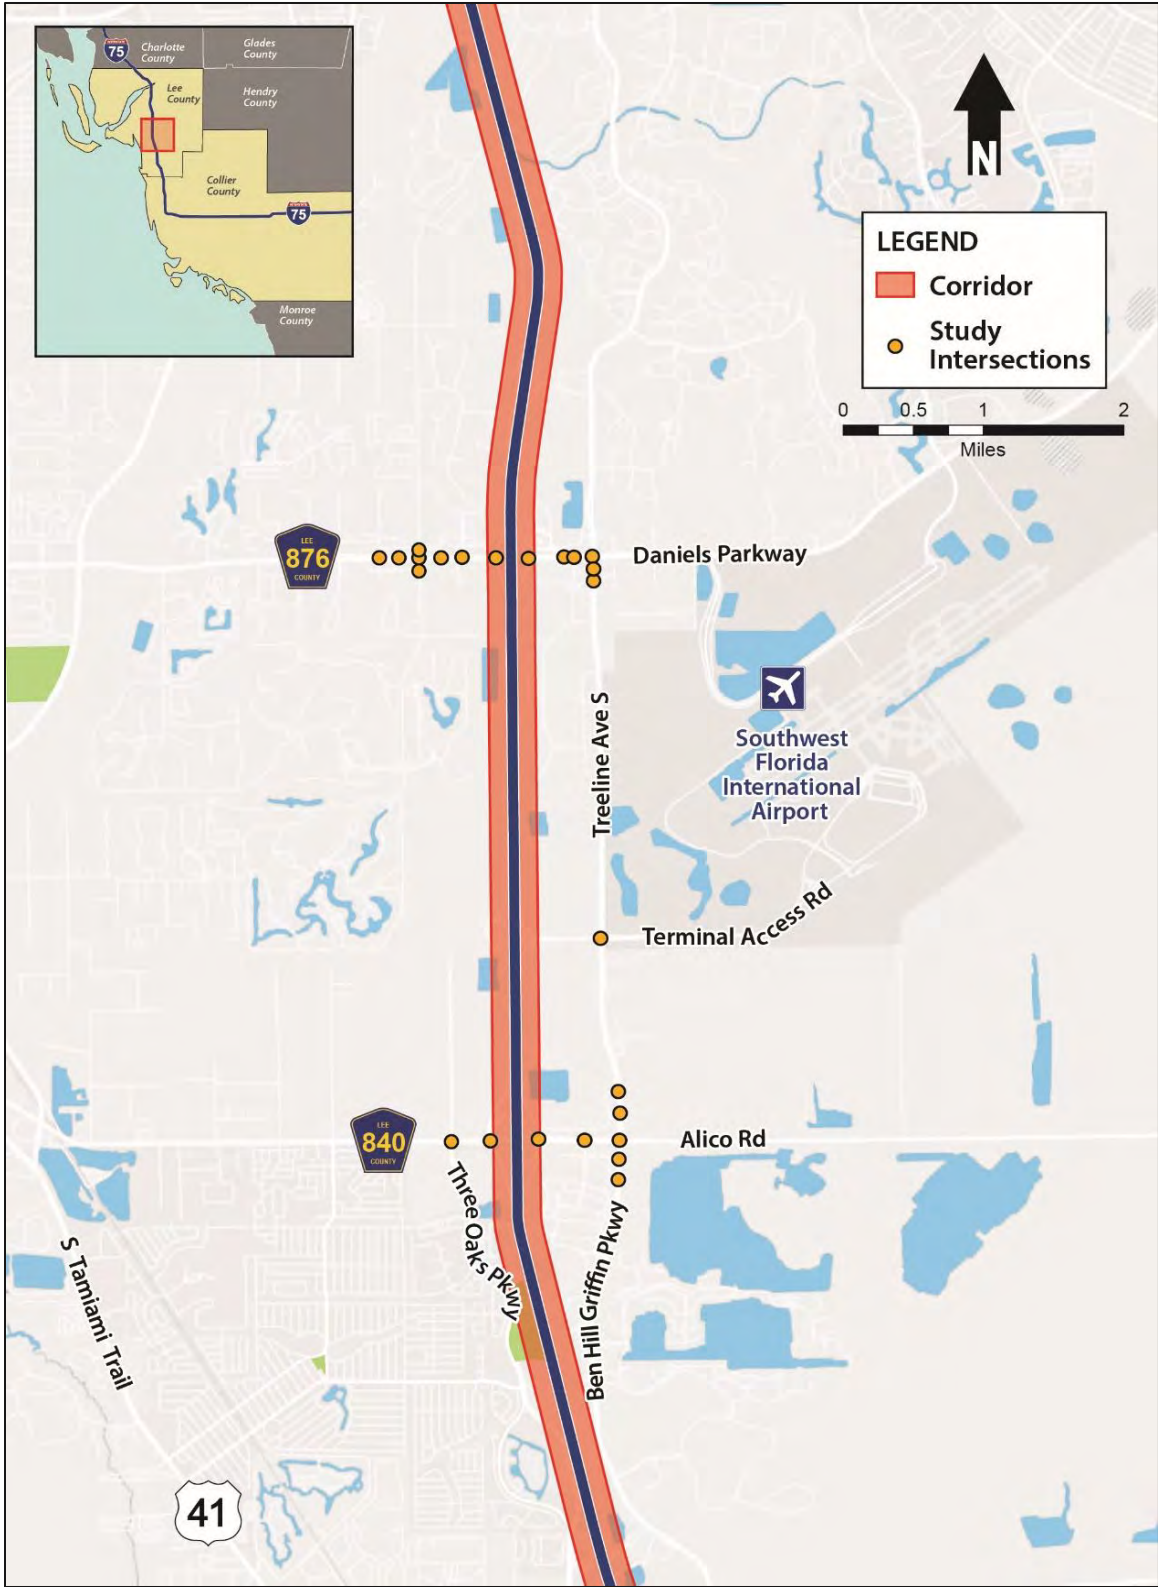 75
Charlotte
County
Glades
County
Lee
County
Hendry
County
Collier
County
75
Monroe
County
N
LEGEND
Corridor
Study
Intersections
0 0.5 1 2
Miles
LEE
876
COUNTY
Daniels Parkway
Treeline Ave S
Southwest
Florida
International
Airport
Terminal Access Rd
LEE
840
COUNTY
Alico Rd
Three Oaks Pkwy
Ben Hill Griffin Pkwy
S Tamiami Trail
41